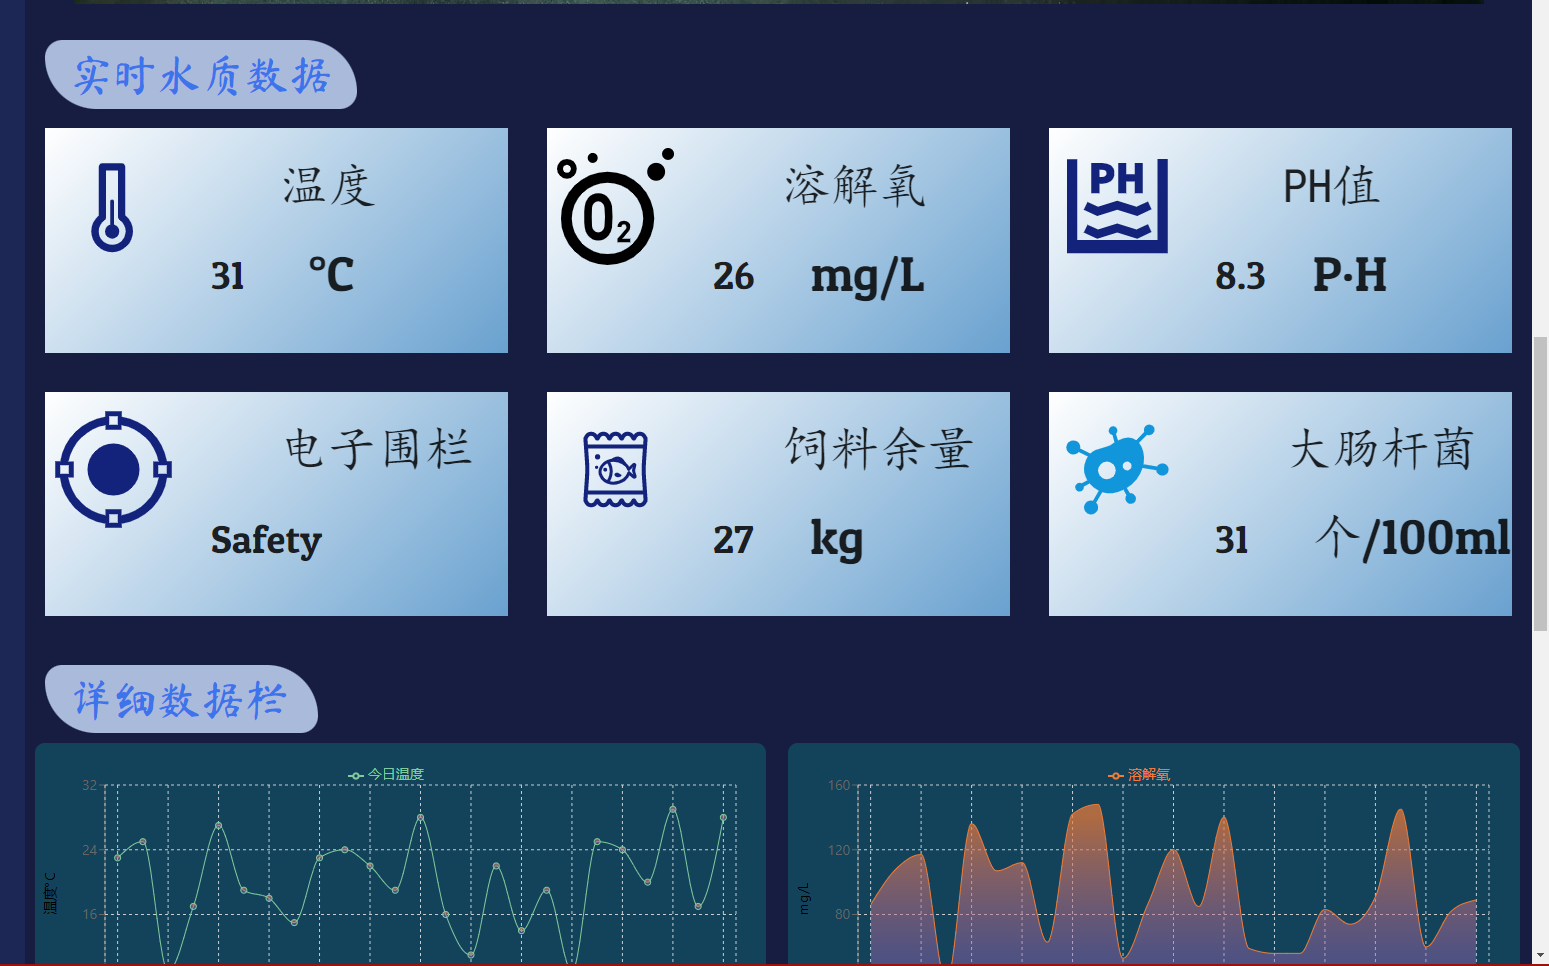 实时水质数据
温度
31 °C
O₂
溶解氧
26 mg/L
PH
PH值
8.3 P·H
电子围栏
Safety
饲料余量
27 kg
大肠杆菌
31 个/100ml
详细数据栏
今日温度
32
24
16
温度°C
溶解氧
160
120
80
mg/L